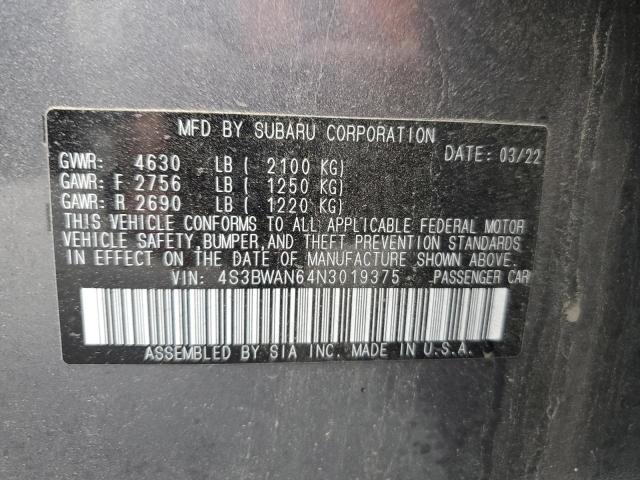 MFD BY SUBARU CORPORATION
DATE: 03/22
GVWR: 4630 LB ( 2100 KG)
GAWR: F 2756 LB ( 1250 KG)
GAWR: R 2690 LB ( 1220 KG)
THIS VEHICLE CONFORMS TO ALL APPLICABLE FEDERAL MOTOR
VEHICLE SAFETY,BUMPER,AND THEFT PREVENTION STANDARDS
IN EFFECT ON THE DATE OF MANUFACTURE SHOWN ABOVE.
VIN: 4S3BWAN64N3019375 PASSENGER CAR
ASSEMBLED BY SIA INC. MADE IN U.S.A.